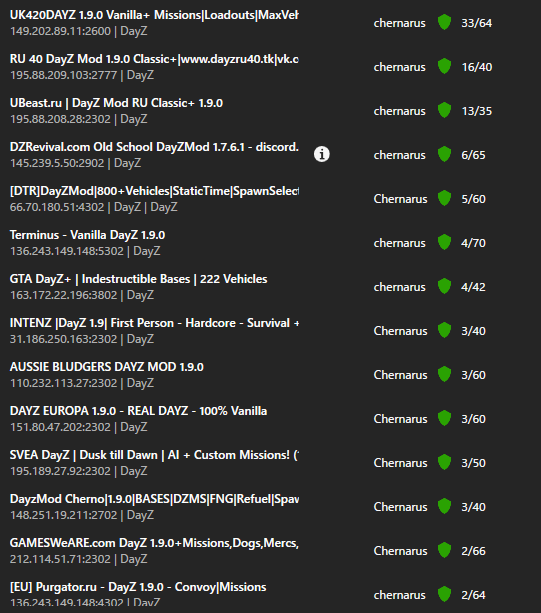 UK420DAYZ 1.9.0 Vanilla+ Missions|Loadouts|MaxVeh
149.202.89.11:2600 | DayZ
chernarus 33/64
RU 40 DayZ Mod 1.9.0 Classic+|www.dayzru40.tk|vk.c
195.88.209.103:2777 | DayZ
chernarus 16/40
UBeast.ru | DayZ Mod RU Classic+ 1.9.0
195.88.208.28:2302 | DayZ
chernarus 13/35
DZRevival.com Old School DayZMod 1.7.6.1 - discord.
145.239.5.50:2902 | DayZ
chernarus 6/65
[DTR]DayZMod|800+Vehicles|StaticTime|SpawnSelect
66.70.180.51:4302 | DayZ | DayZ
Chernarus 5/60
Terminus - Vanilla DayZ 1.9.0
136.243.149.148:5302 | DayZ
chernarus 4/70
GTA DayZ+ | Indestructible Bases | 222 Vehicles
163.172.22.196:3802 | DayZ
chernarus 4/42
INTENZ |DayZ 1.9| First Person - Hardcore - Survival +
31.186.250.163:2302 | DayZ
Chernarus 3/40
AUSSIE BLUDGERS DAYZ MOD 1.9.0
110.232.113.27:2302 | DayZ
Chernarus 3/60
DAYZ EUROPA 1.9.0 - REAL DAYZ - 100% Vanilla
151.80.47.202:2302 | DayZ
Chernarus 3/60
SVEA DayZ | Dusk till Dawn | AI + Custom Missions! (
195.189.27.92:2302 | DayZ
Chernarus 3/50
DayzMod Cherno|1.9.0|BASES|DZMS|FNG|Refuel|Spaw
148.251.19.211:2702 | DayZ
Chernarus 3/40
GAMESWeARE.com DayZ 1.9.0+Missions,Dogs,Mercs,
212.114.51.71:2302 | DayZ
Chernarus 2/66
[EU] Purgator.ru - DayZ 1.9.0 - Convoy|Missions
136.243.149.148:4302 | DayZ
chernarus 2/64